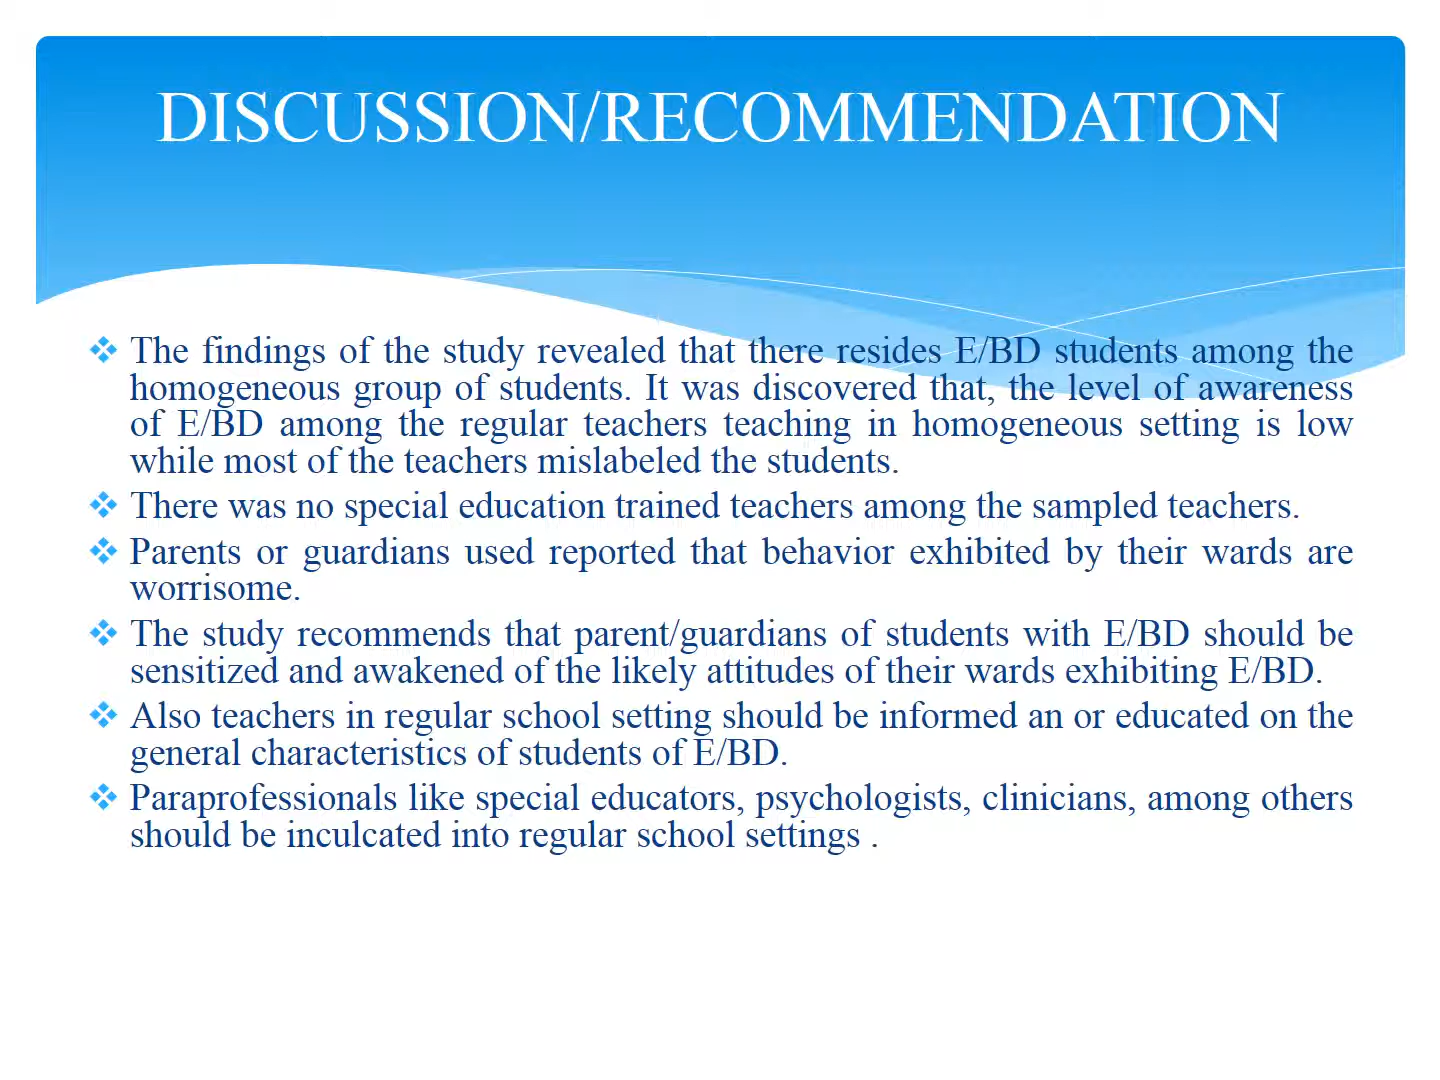 DISCUSSION/RECOMMENDATION
The findings of the study revealed that there resides E/BD students among the
homogeneous group of students. It was discovered that, the level of awareness
of E/BD among the regular teachers teaching in homogeneous setting is low
while most of the teachers mislabeled the students.
There was no special education trained teachers among the sampled teachers.
Parents or guardians used reported that behavior exhibited by their wards are
worrisome.
The study recommends that parent/guardians of students with E/BD should be
sensitized and awakened of the likely attitudes of their wards exhibiting E/BD.
Also teachers in regular school setting should be informed an or educated on the
general characteristics of students of E/BD.
Paraprofessionals like special educators, psychologists, clinicians, among others
should be inculcated into regular school settings .